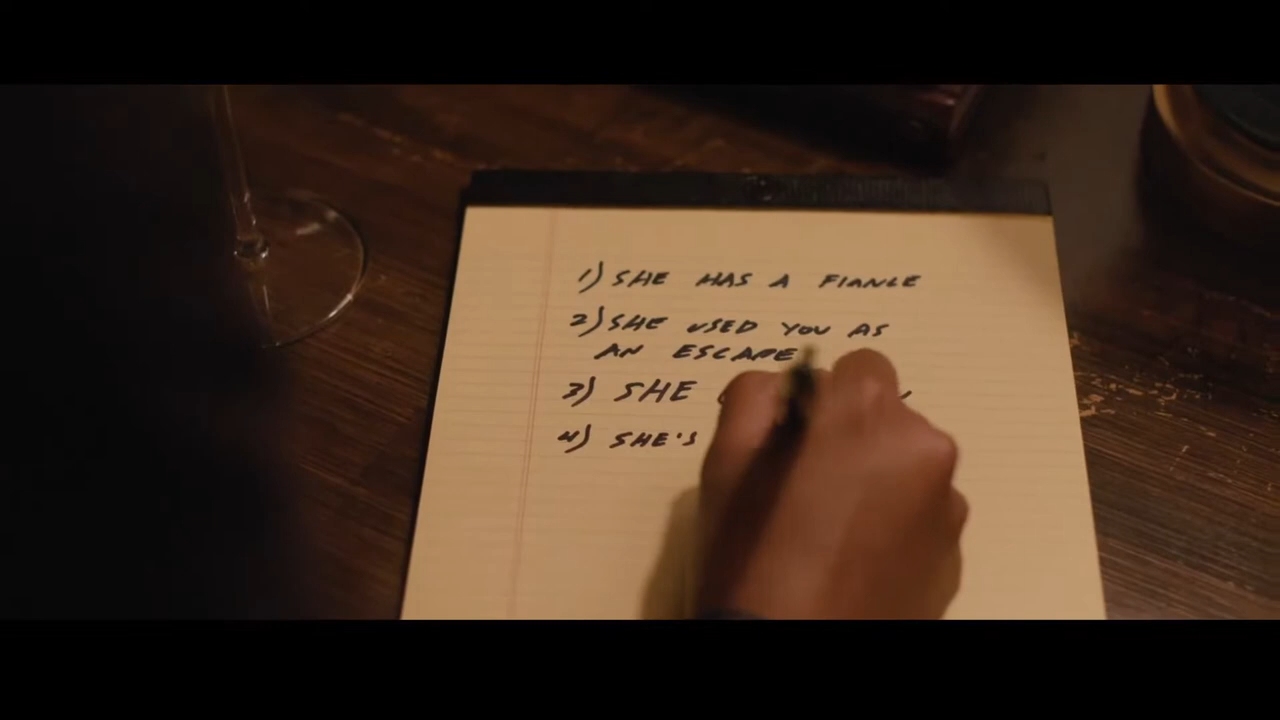 1) SHE HAS A FIANCE
2) SHE USED YOU AS
AN ESCAPE
3) SHE
4) SHE'S